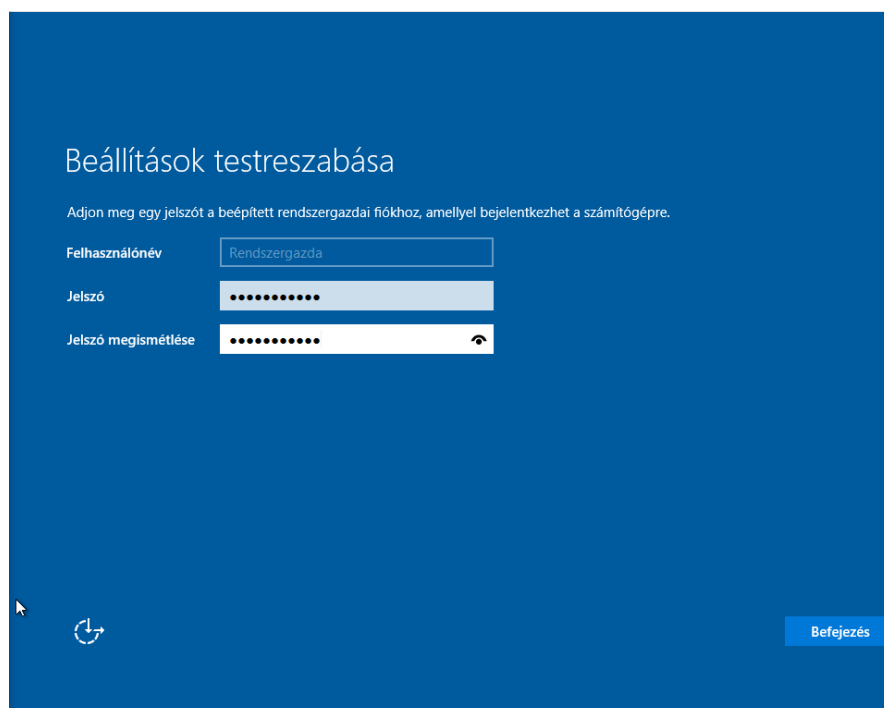 Beállítások testreszabása
Adjon meg egy jelszót a beépített rendszergazdai fiókhoz, amellyel bejelentkezhet a számítógépre.
Felhasználónév Rendszergazda
Jelszó •••••••••••
Jelszó megismétlése •••••••••••
Befejezés